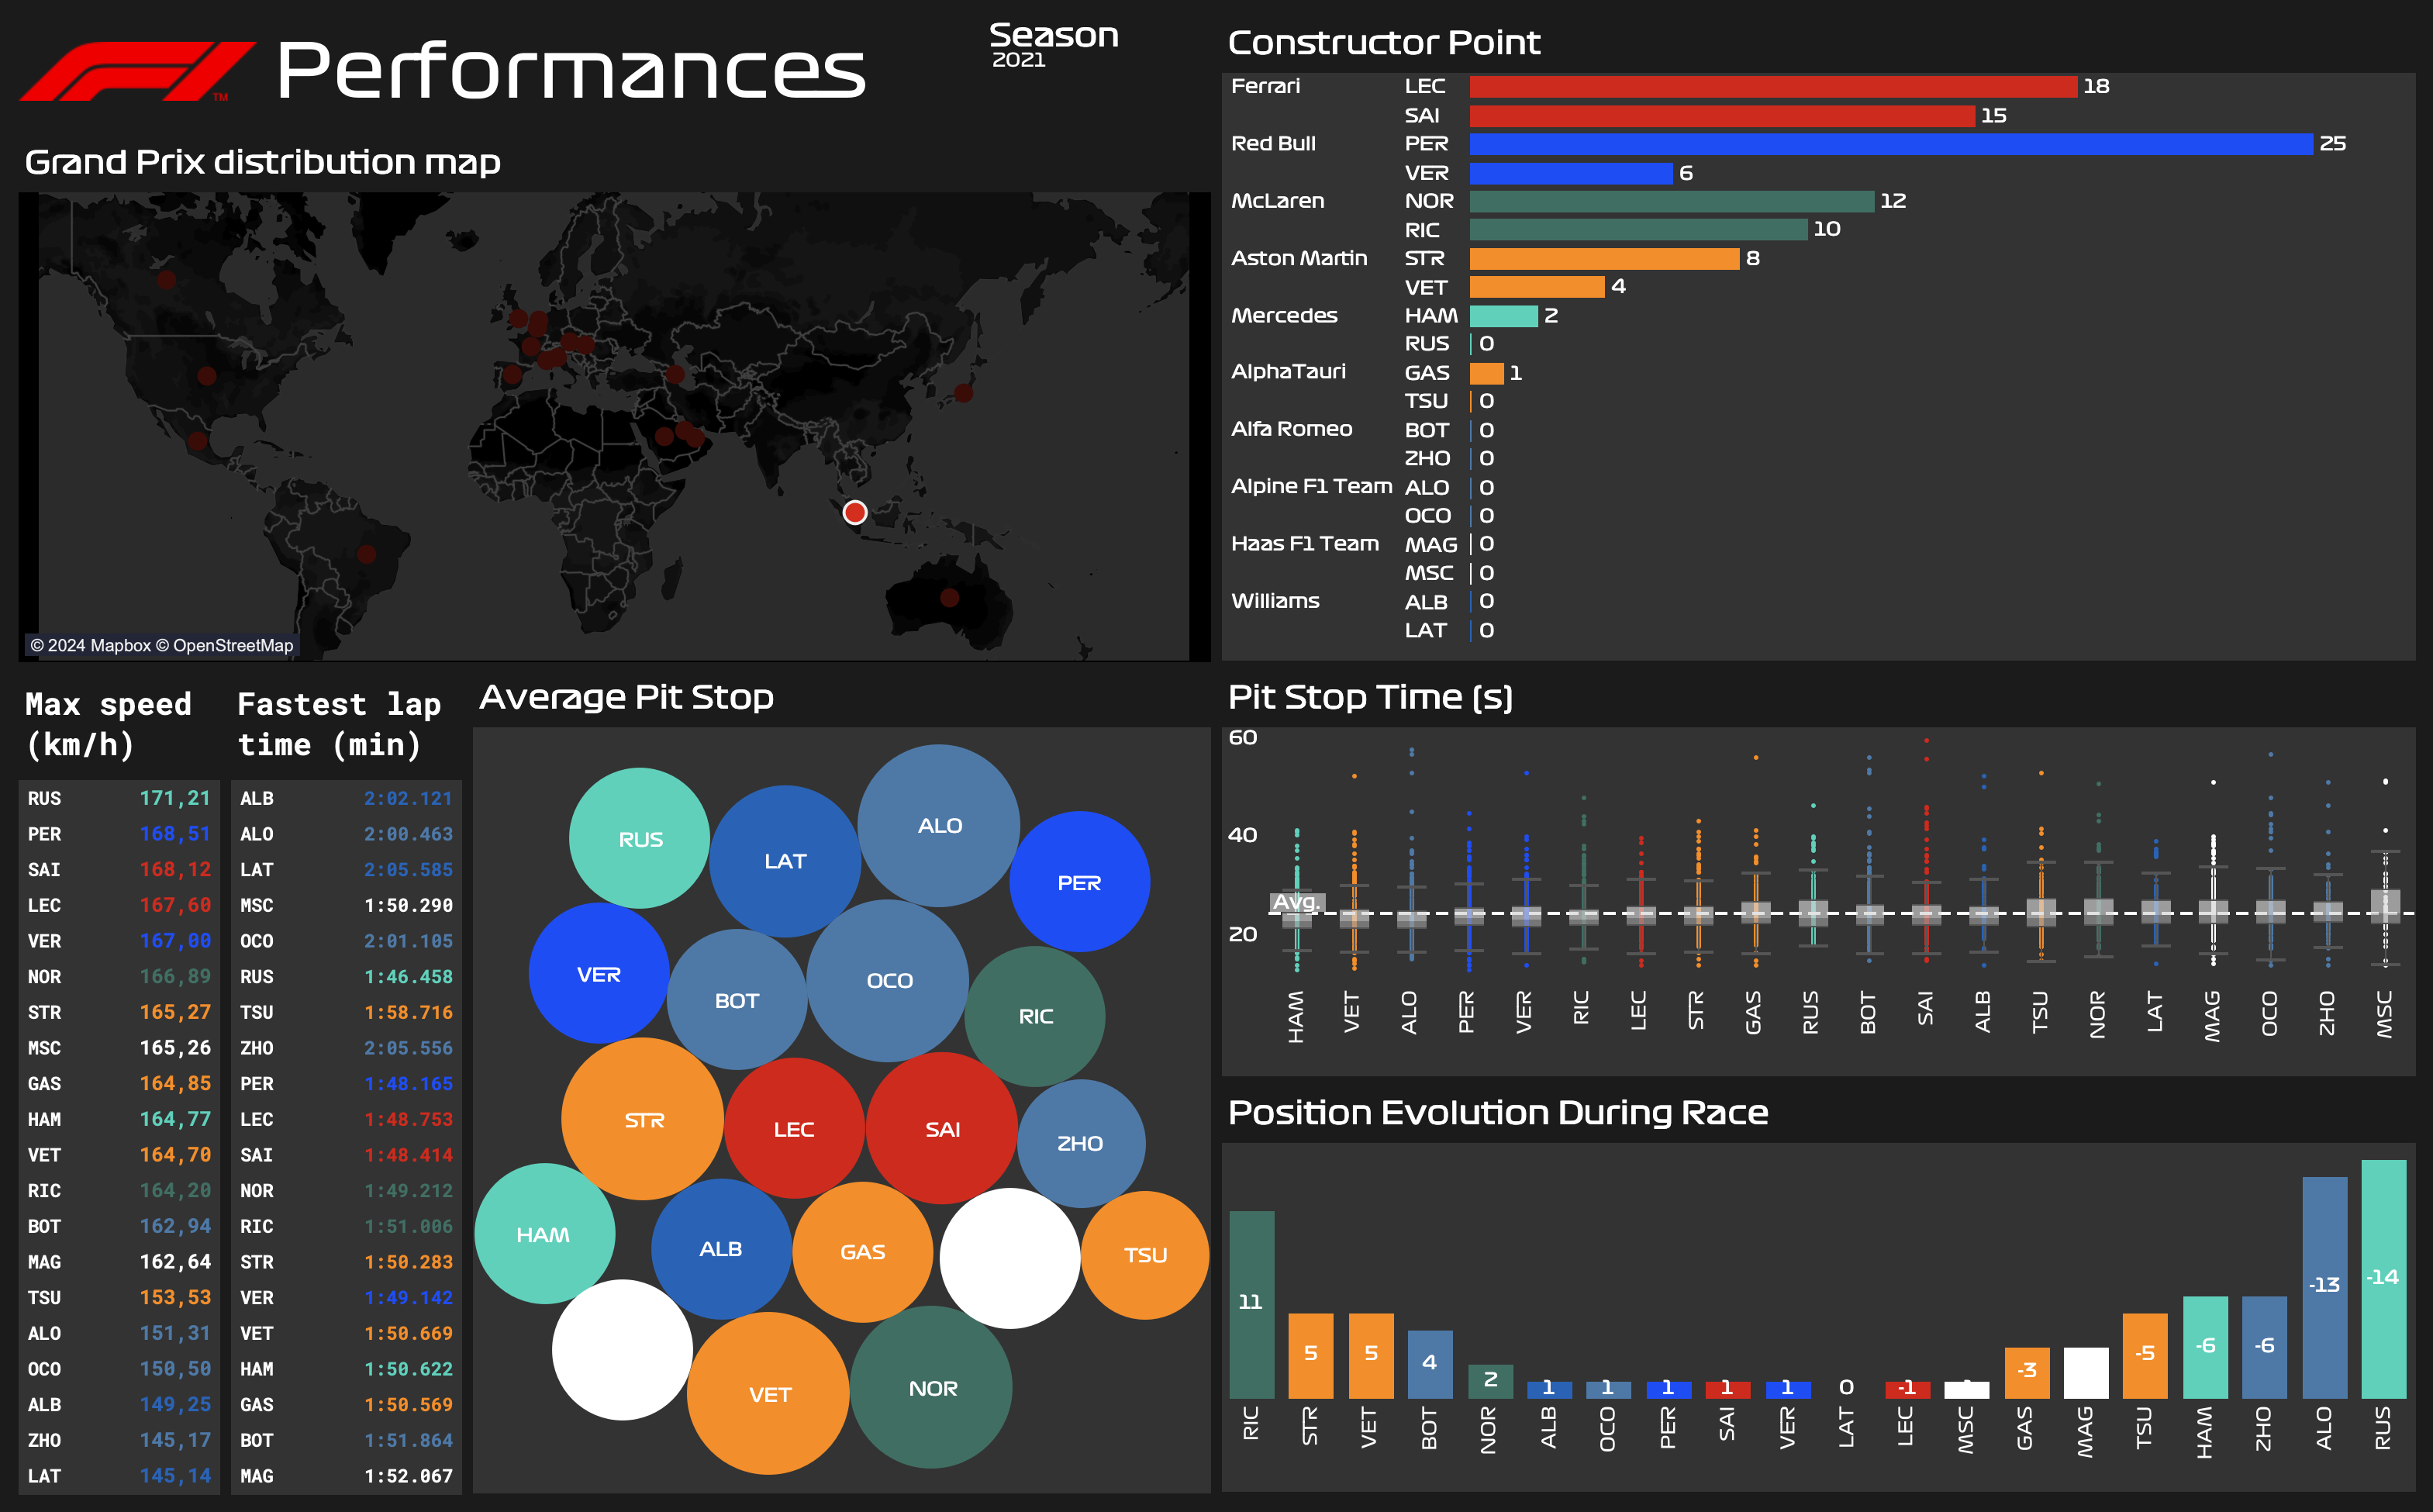 F1 ™ Performances
Season
2021
Grand Prix distribution map
© 2024 Mapbox © OpenStreetMap
Constructor Point
Ferrari LEC 18
SAI 15
Red Bull PER 25
VER 6
McLaren NOR 12
RIC 10
Aston Martin STR 8
VET 4
Mercedes HAM 2
RUS 0
AlphaTauri GAS 1
TSU 0
Alfa Romeo BOT 0
ZHO 0
Alpine F1 Team ALO 0
OCO 0
Haas F1 Team MAG 0
MSC 0
Williams ALB 0
LAT 0
Max speed
(km/h)
RUS 171,21
PER 168,51
SAI 168,12
LEC 167,60
VER 167,00
NOR 166,89
STR 165,27
MSC 165,26
GAS 164,85
HAM 164,77
VET 164,70
RIC 164,20
BOT 162,94
MAG 162,64
TSU 153,53
ALO 151,31
OCO 150,50
ALB 149,25
ZHO 145,17
LAT 145,14
Fastest lap
time (min)
ALB 2:02.121
ALO 2:00.463
LAT 2:05.585
MSC 1:50.290
OCO 2:01.105
RUS 1:46.458
TSU 1:58.716
ZHO 2:05.556
PER 1:48.165
LEC 1:48.753
SAI 1:48.414
NOR 1:49.212
RIC 1:51.006
STR 1:50.283
VER 1:49.142
VET 1:50.669
HAM 1:50.622
GAS 1:50.569
BOT 1:51.864
MAG 1:52.067
Average Pit Stop
ALO
RUS
LAT
PER
VER
BOT
OCO
RIC
STR
LEC
SAI
ZHO
HAM
ALB
GAS
TSU
VET
NOR
Pit Stop Time (s)
60
40
Avg.
20
HAM VET ALO PER VER RIC LEC STR GAS RUS BOT SAI ALB TSU NOR LAT MAG OCO ZHO MSC
Position Evolution During Race
11 5 5 4 2 1 1 1 1 1 0 -1 -3 -5 -6 -6 -13 -14
RIC STR VET BOT NOR ALB OCO PER SAI VER LAT LEC MSC GAS MAG TSU HAM ZHO ALO RUS